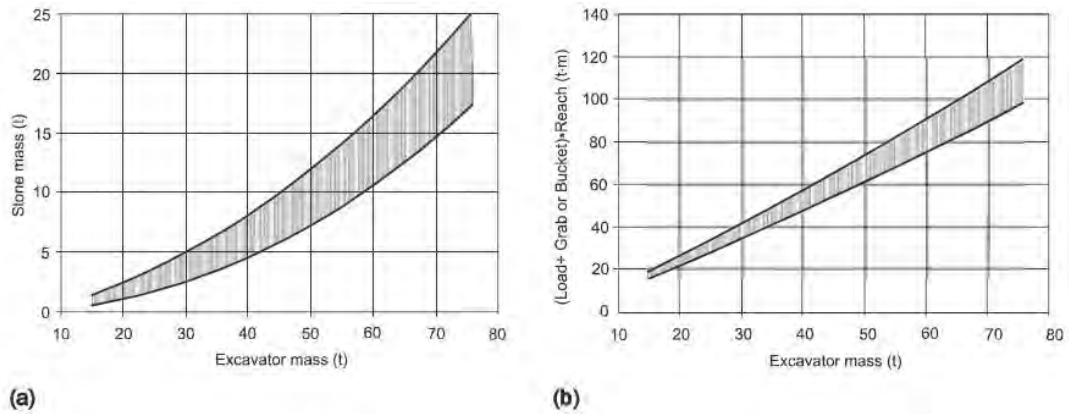 25
20
15
10
5
0
10 20 30 40 50 60 70 80
Stone mass (t)
Excavator mass (t)
(a)
140
120
100
80
60
40
20
0
10 20 30 40 50 60 70 80
(Load+ Grab or Bucket)*Reach (t·m)
Excavator mass (t)
(b)